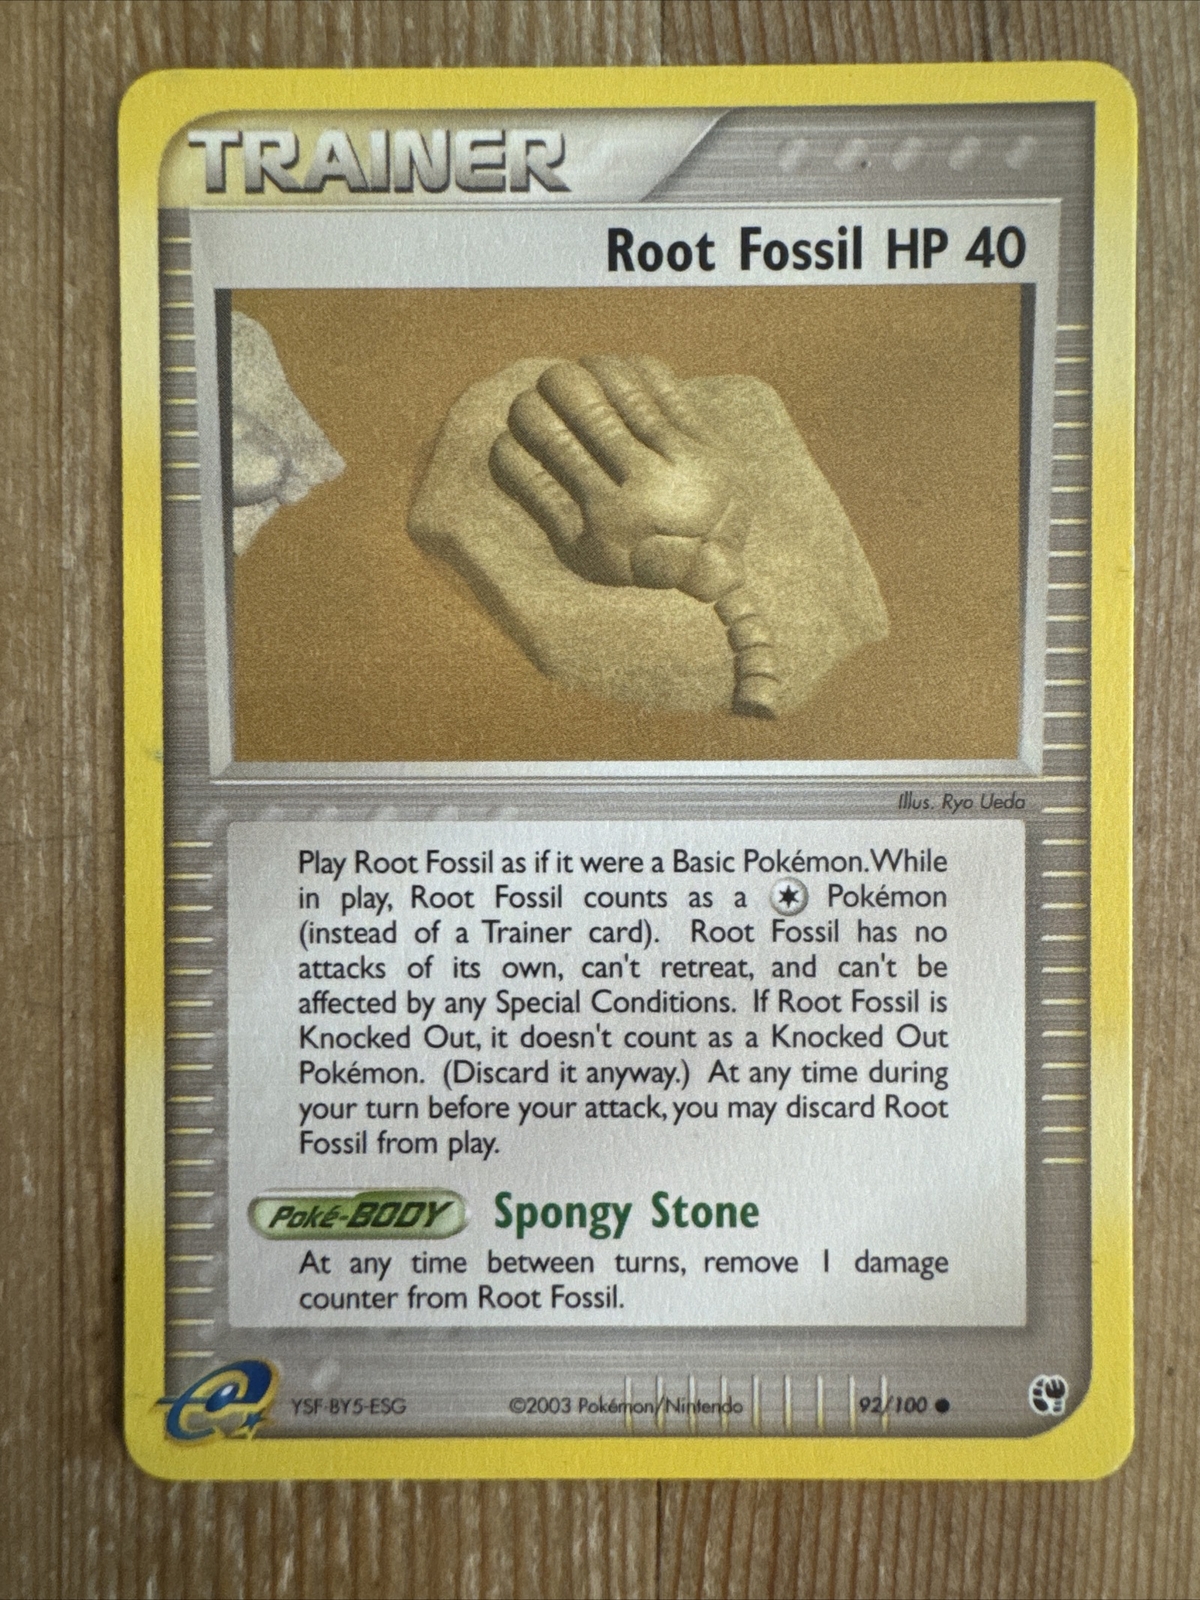 TRAINER
Root Fossil HP 40
Illus. Ryo Ueda
Play Root Fossil as if it were a Basic Pokémon.While
in play, Root Fossil counts as a Pokémon
(instead of a Trainer card). Root Fossil has no
attacks of its own, can't retreat, and can't be
affected by any Special Conditions. If Root Fossil is
Knocked Out, it doesn't count as a Knocked Out
Pokémon. (Discard it anyway.) At any time during
your turn before your attack, you may discard Root
Fossil from play.
Poké-BODY Spongy Stone
At any time between turns, remove 1 damage
counter from Root Fossil.
e YSF-BY5-ESG ©2003 Pokémon/Nintendo 92/100